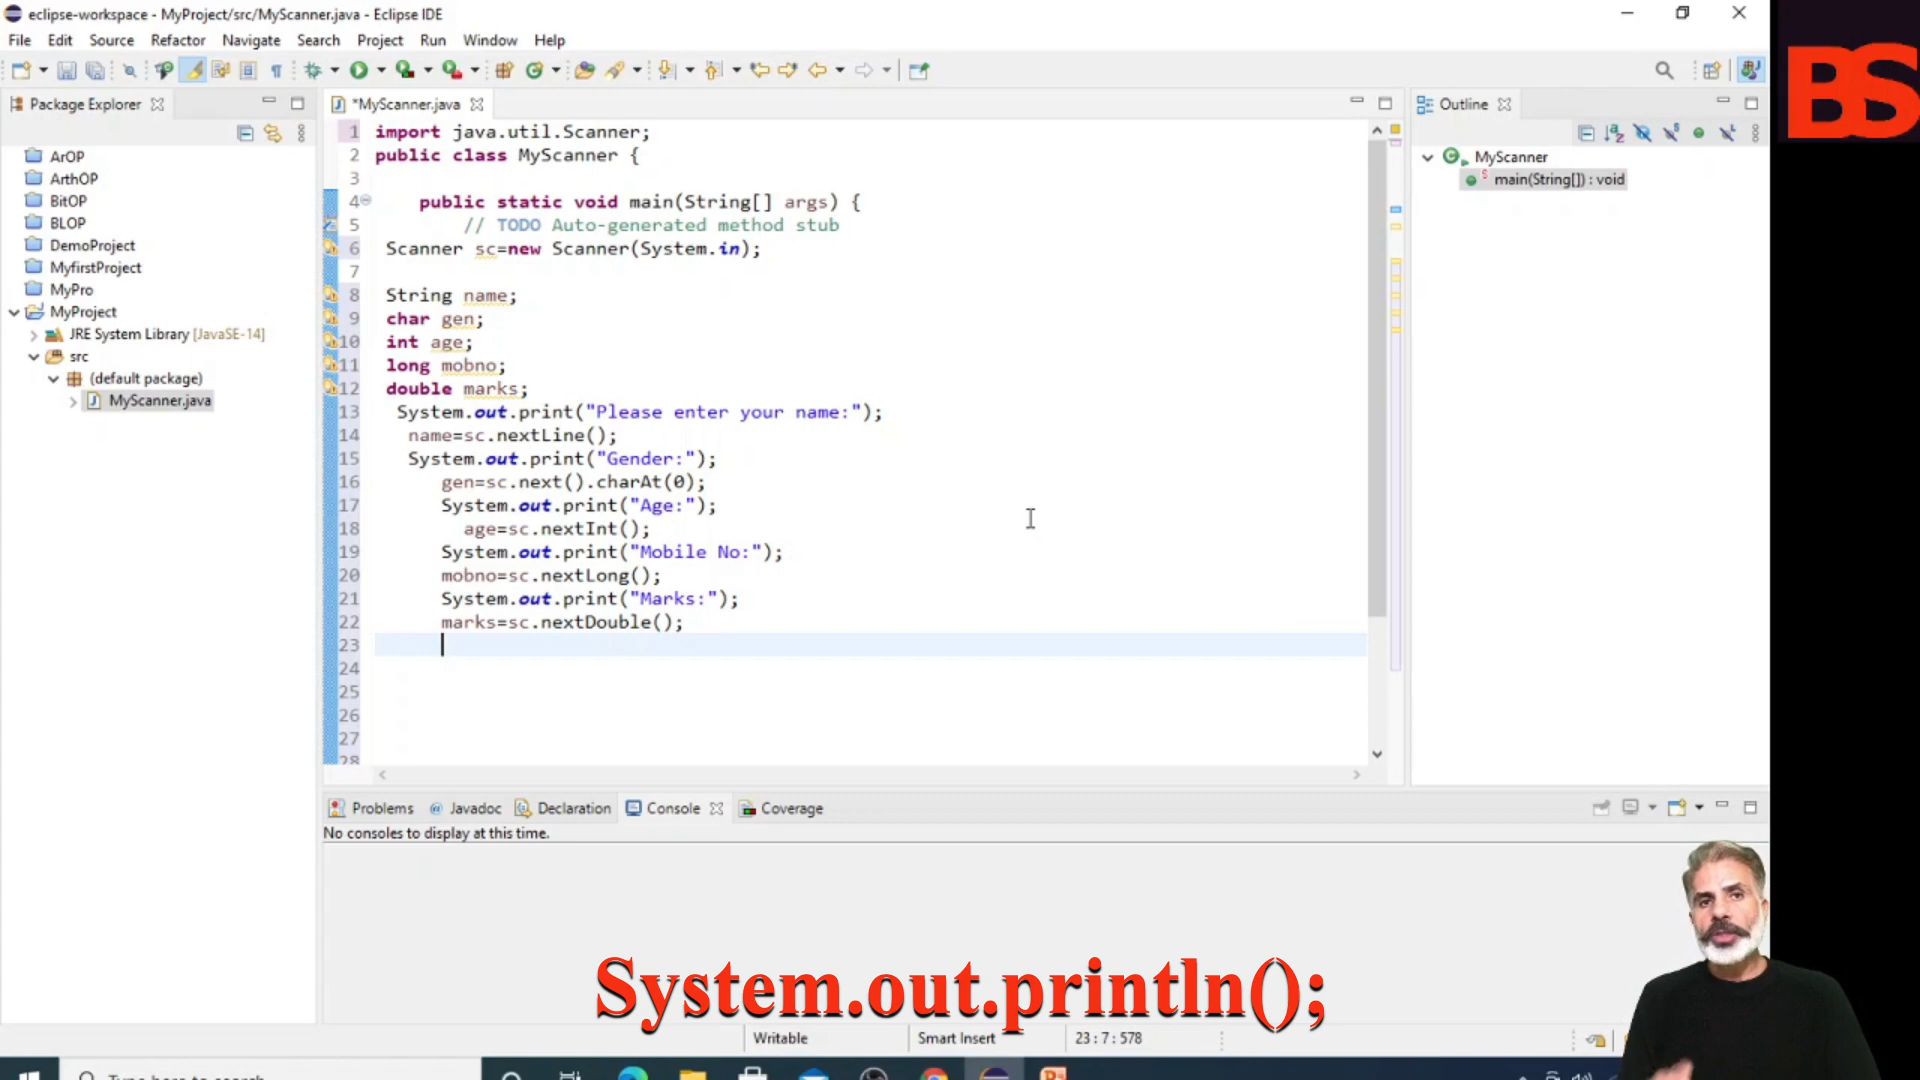 eclipse-workspace - MyProject/src/MyScanner.java - Eclipse IDE
File Edit Source Refactor Navigate Search Project Run Window Help
BS
Package Explorer
*MyScanner.java
Outline
ArOP
ArthOP
BitOP
BLOP
DemoProject
MyfirstProject
MyPro
MyProject
JRE System Library [JavaSE-14]
src
(default package)
MyScanner.java
1 import java.util.Scanner;
2 public class MyScanner {
3
4 public static void main(String[] args) {
5 // TODO Auto-generated method stub
6 Scanner sc=new Scanner(System.in);
7
8 String name;
9 char gen;
10 int age;
11 long mobno;
12 double marks;
13 System.out.print("Please enter your name:");
14 name=sc.nextLine();
15 System.out.print("Gender:");
16 gen=sc.next().charAt(0);
17 System.out.print("Age:");
18 age=sc.nextInt();
19 System.out.print("Mobile No:");
20 mobno=sc.nextLong();
21 System.out.print("Marks:");
22 marks=sc.nextDouble();
23
24
25
26
27
28
MyScanner
main(String[]) : void
Problems Javadoc Declaration Console Coverage
No consoles to display at this time.
System.out.println();
Writable Smart Insert 23 : 7 : 578
Type here to search